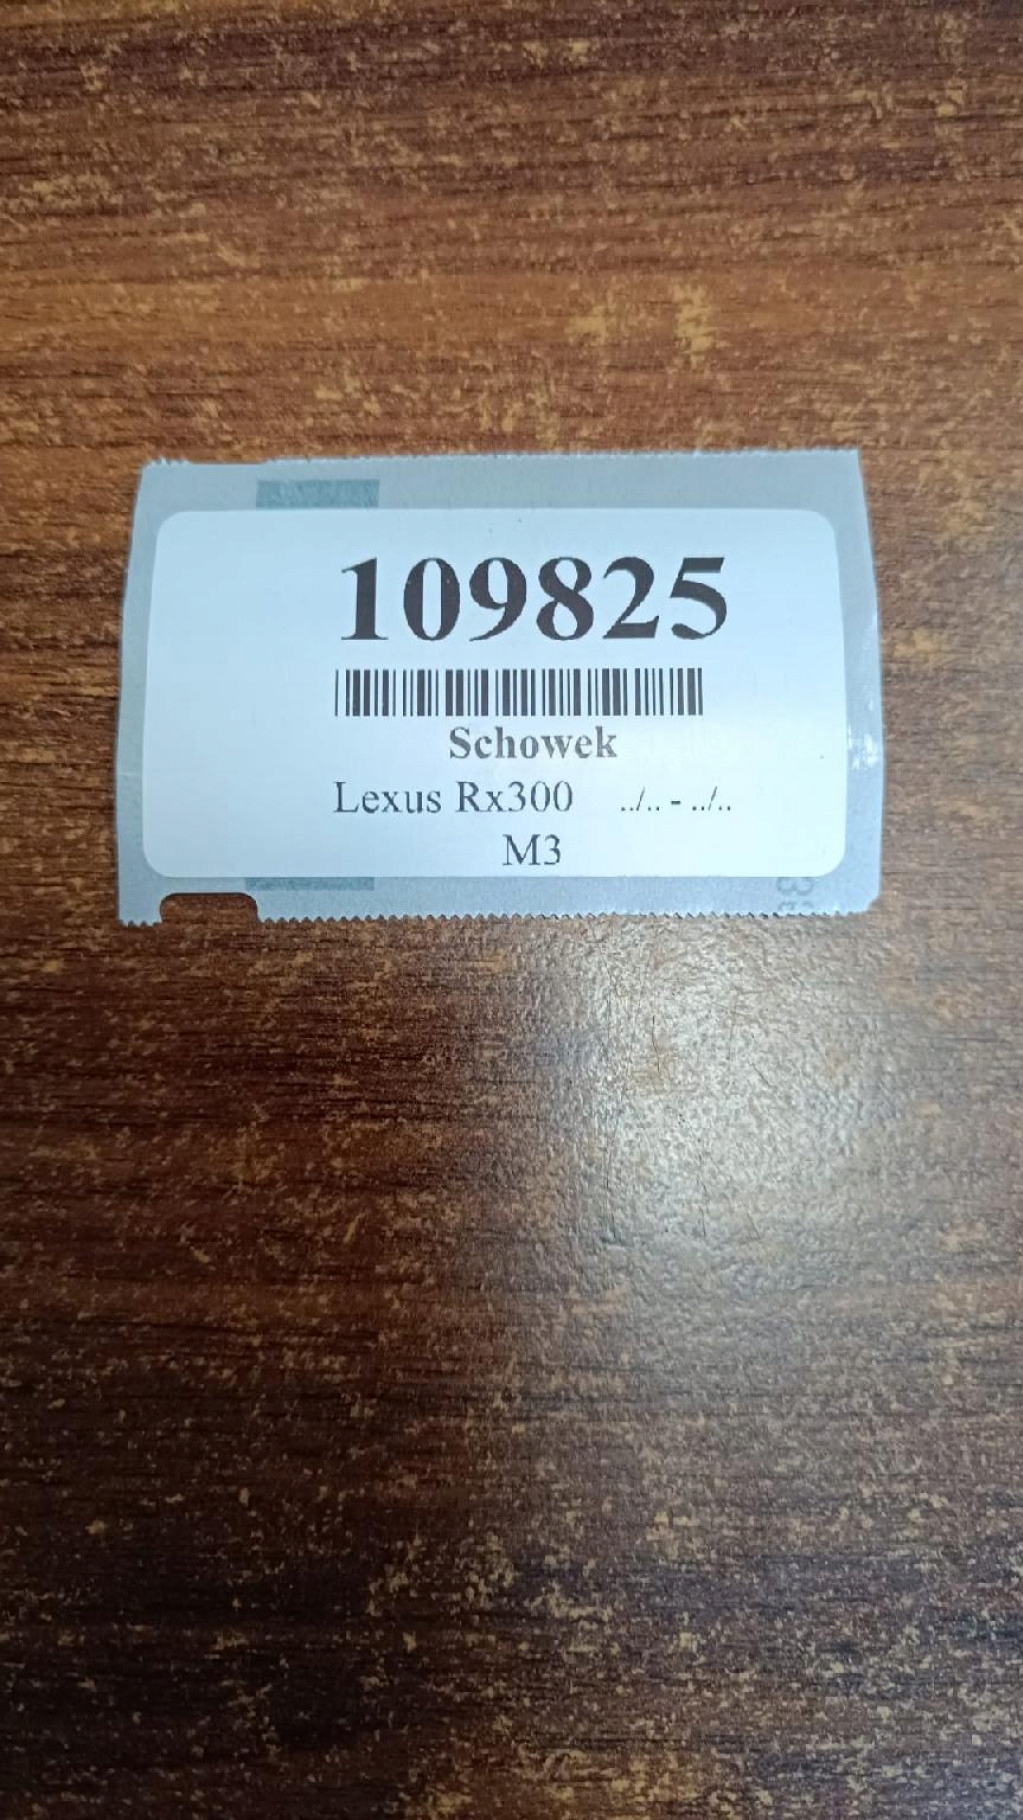 109825
Schowek
Lexus Rx300 ../.. - ../..
M3